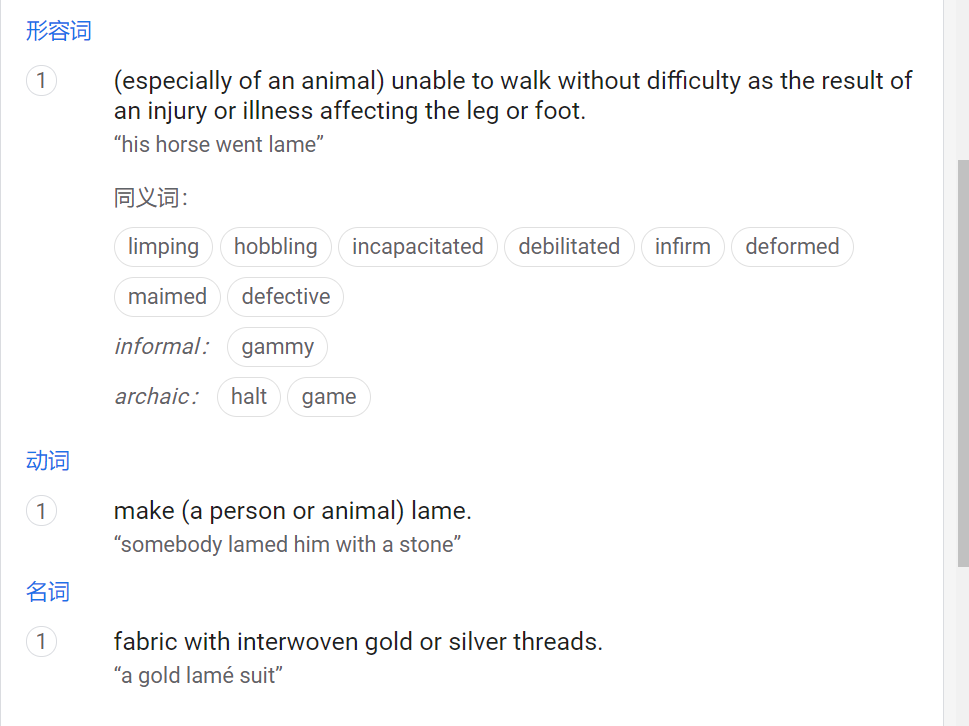 形容词
1
(especially of an animal) unable to walk without difficulty as the result of
an injury or illness affecting the leg or foot.
“his horse went lame”
同义词：
limping hobbling incapacitated debilitated infirm deformed
maimed defective
informal： gammy
archaic： halt game
动词
1
make (a person or animal) lame.
“somebody lamed him with a stone”
名词
1
fabric with interwoven gold or silver threads.
“a gold lamé suit”